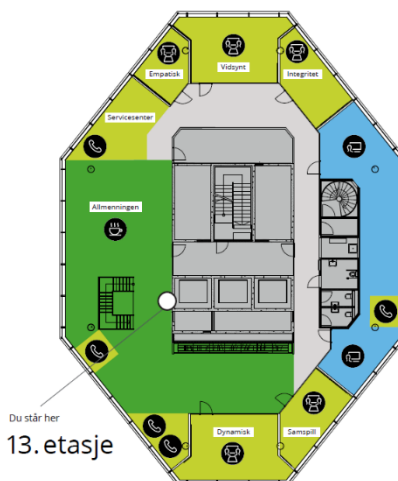 Empatisk
Vidsynt
Integritet
Servicesenter
Allmenningen
Du står her
13. etasje
Dynamisk
Samspill